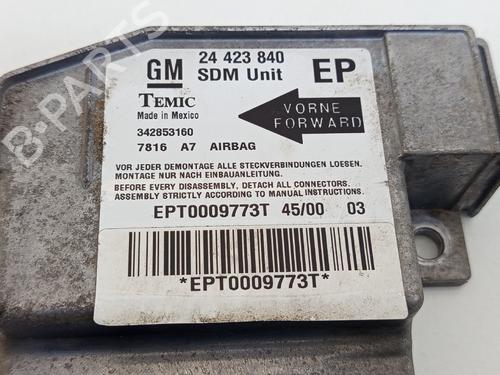 GM
24 423 840
SDM Unit
EP
TEMIC
Made in Mexico
342853160
7816 A7 AIRBAG
VORNE
FORWARD
VOR JEDER DEMONTAGE ALLE STECKVERBINDUNGEN LOESEN.
MONTAGE NUR NACH EINBAUANLEITUNG.
BEFORE EVERY DISASSEMBLY, DETACH ALL CONNECTORS.
ASSEMBLY STRICTLY ACCORDING TO MANUAL INSTRUCTIONS.
EPT0009773T 45/00 03
*EPT0009773T*
B-PARTS